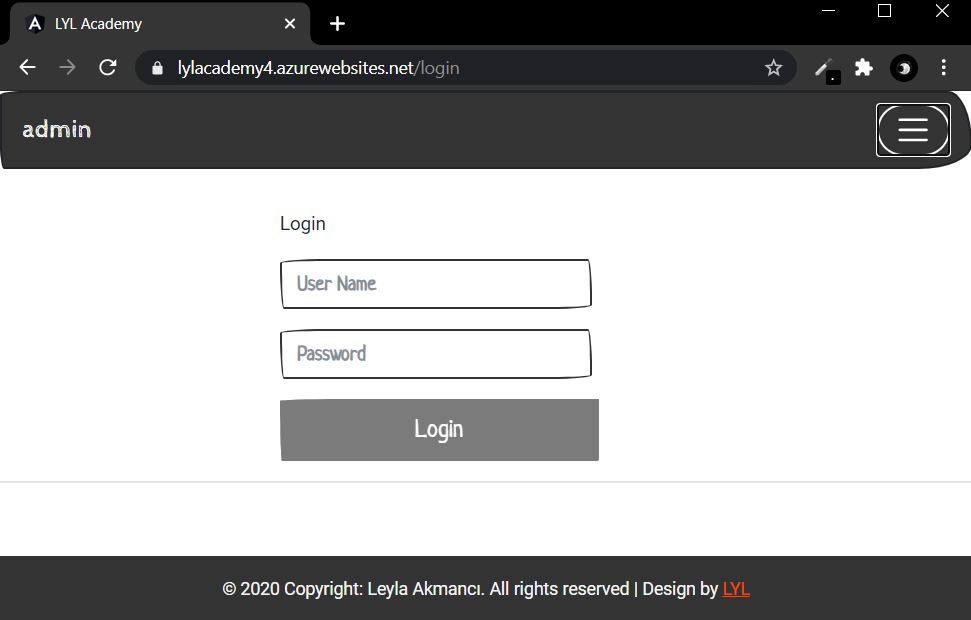 LYL Academy
lylacademy4.azurewebsites.net/login
admin
Login
User Name
Password
Login
© 2020 Copyright: Leyla Akmancı. All rights reserved | Design by LYL